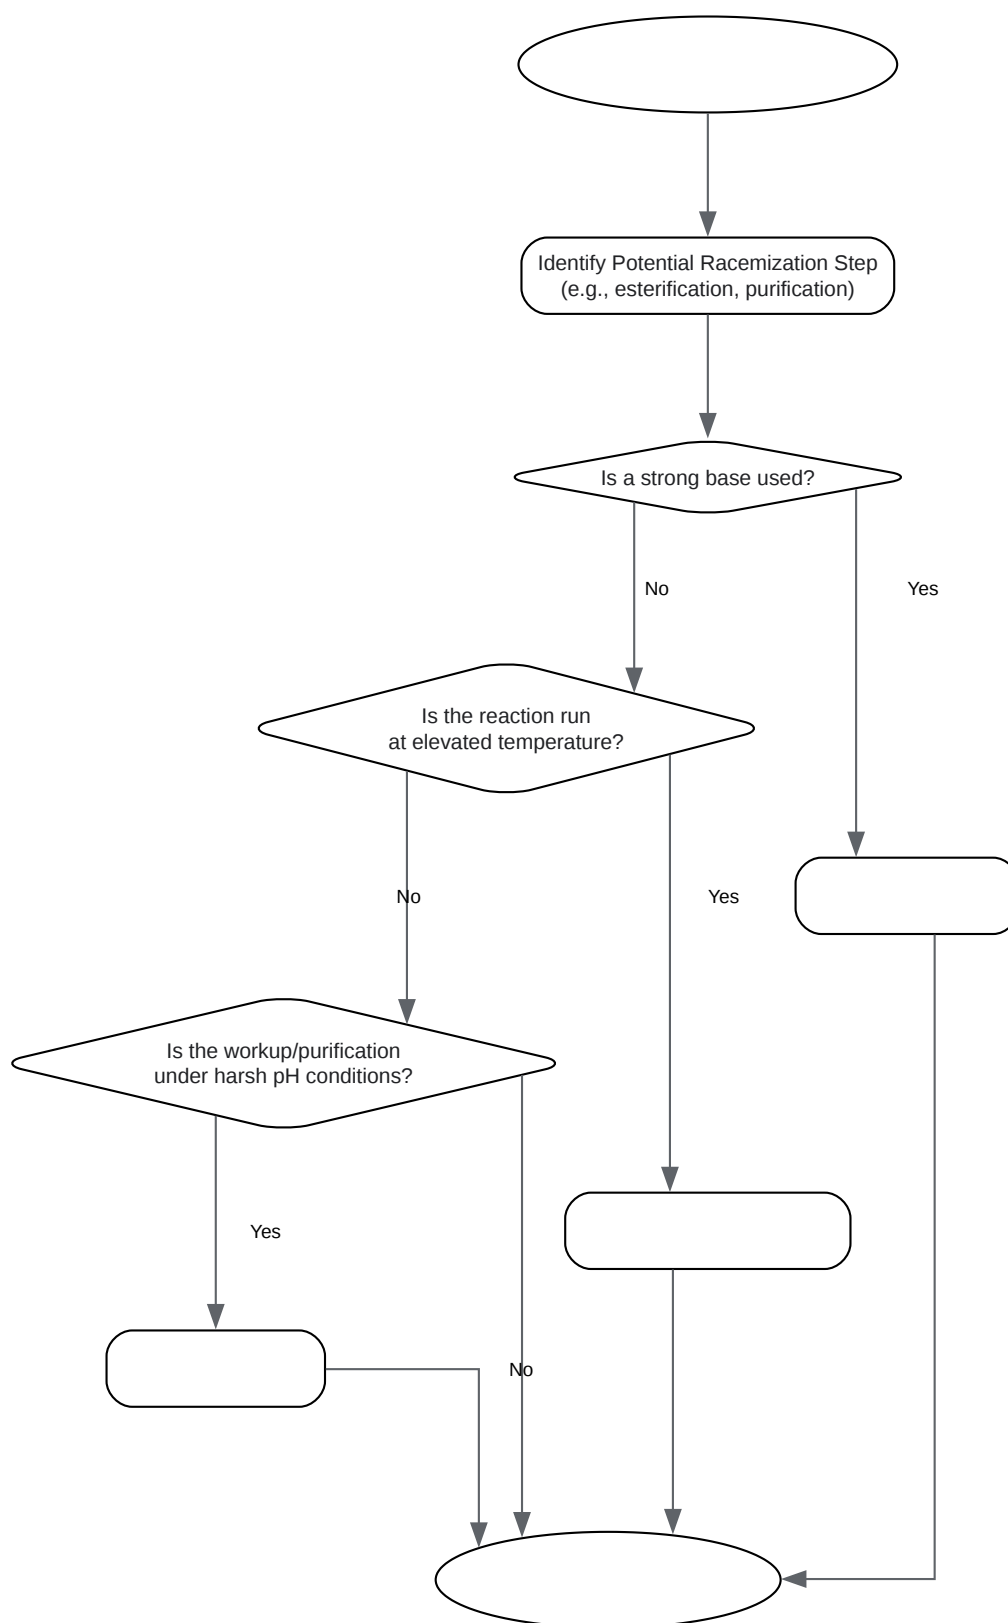 Identify Potential Racemization Step
(e.g., esterification, purification)
Is a strong base used?
No
Yes
Is the reaction run
at elevated temperature?
No
Yes
Is the workup/purification
under harsh pH conditions?
Yes
No